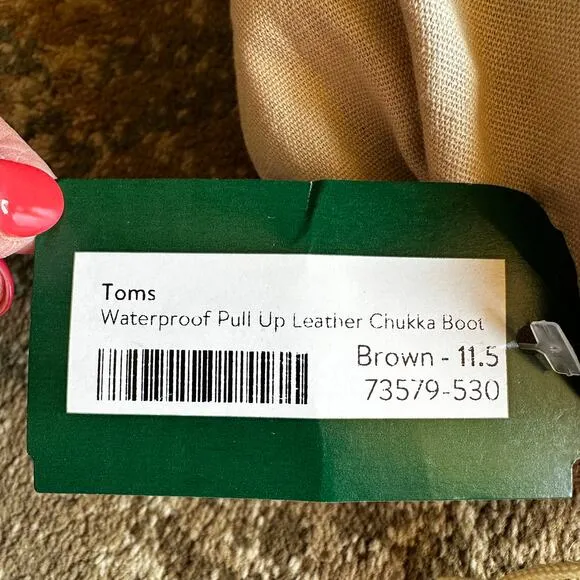 Toms
Waterproof Pull Up Leather Chukka Boot
Brown - 11.5
73579-530